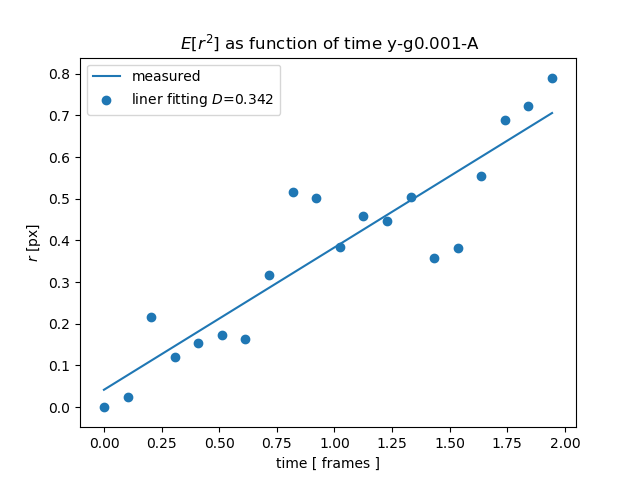 E[r²] as function of time y-g0.001-A
measured
liner fitting D=0.342
0.8
0.7
0.6
0.5
0.4
0.3
0.2
0.1
0.0
r [px]
0.00 0.25 0.50 0.75 1.00 1.25 1.50 1.75 2.00
time [ frames ]